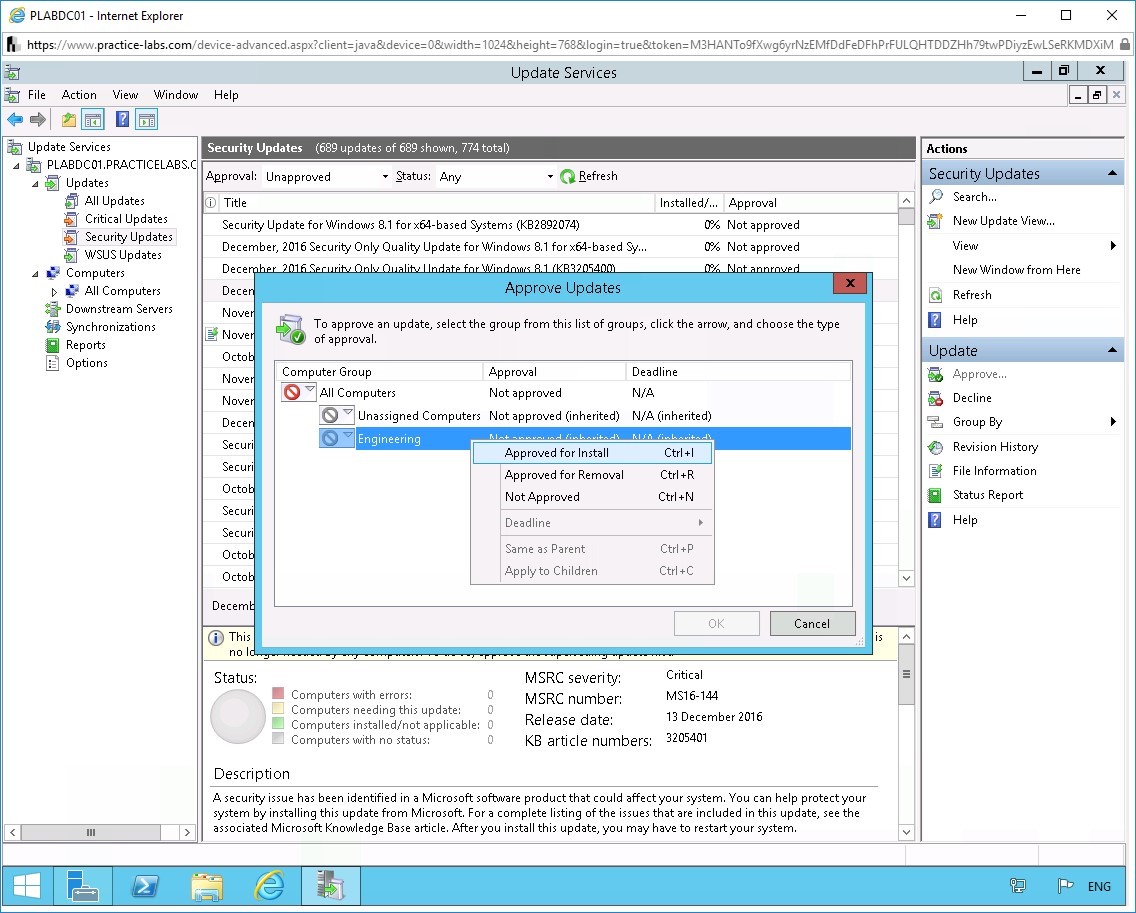 PLABDC01 - Internet Explorer
https://www.practice-labs.com/device-advanced.aspx?client=java&device=0&width=1024&height=768&login=true&token=M3HANTo9fXwg6yrNzEMfDdFeDFhPrFULQHTDDZHh79twPDiyzEwLSeRKMDXiM
Update Services
File Action View Window Help
Update Services
PLABDC01.PRACTICELABS.C
Updates
All Updates
Critical Updates
Security Updates
WSUS Updates
Computers
All Computers
Downstream Servers
Synchronizations
Reports
Options
Security Updates (689 updates of 689 shown, 774 total)
Approval: Unapproved Status: Any Refresh
Title Installed/... Approval
Security Update for Windows 8.1 for x64-based Systems (KB2892074) 0% Not approved
December, 2016 Security Only Quality Update for Windows 8.1 for x64-based Sy... 0% Not approved
December, 2016 Security Only Quality Update for Windows 8.1 (KB3205400) 0% Not approved
Decen
Nover
Nover
Octob
Nover
Nover
Decen
Securi
Securi
Octob
Securi
Securi
Octob
Octob
Decemb
Approve Updates
To approve an update, select the group from this list of groups, click the arrow, and choose the type
of approval.
Computer Group Approval Deadline
All Computers Not approved N/A
Unassigned Computers Not approved (inherited) N/A (inherited)
Engineering Not approved (inherited) N/A (inherited)
Approved for Install Ctrl+I
Approved for Removal Ctrl+R
Not Approved Ctrl+N
Deadline
Same as Parent Ctrl+P
Apply to Children Ctrl+C
OK Cancel
This is
Status:
Computers with errors: 0
Computers needing this update: 0
Computers installed/not applicable: 0
Computers with no status: 0
MSRC severity: Critical
MSRC number: MS16-144
Release date: 13 December 2016
KB article numbers: 3205401
Description
A security issue has been identified in a Microsoft software product that could affect your system. You can help protect your
system by installing this update from Microsoft. For a complete listing of the issues that are included in this update, see the
associated Microsoft Knowledge Base article. After you install this update, you may have to restart your system.
Actions
Security Updates
Search...
New Update View...
View
New Window from Here
Refresh
Help
Update
Approve...
Decline
Group By
Revision History
File Information
Status Report
Help
ENG